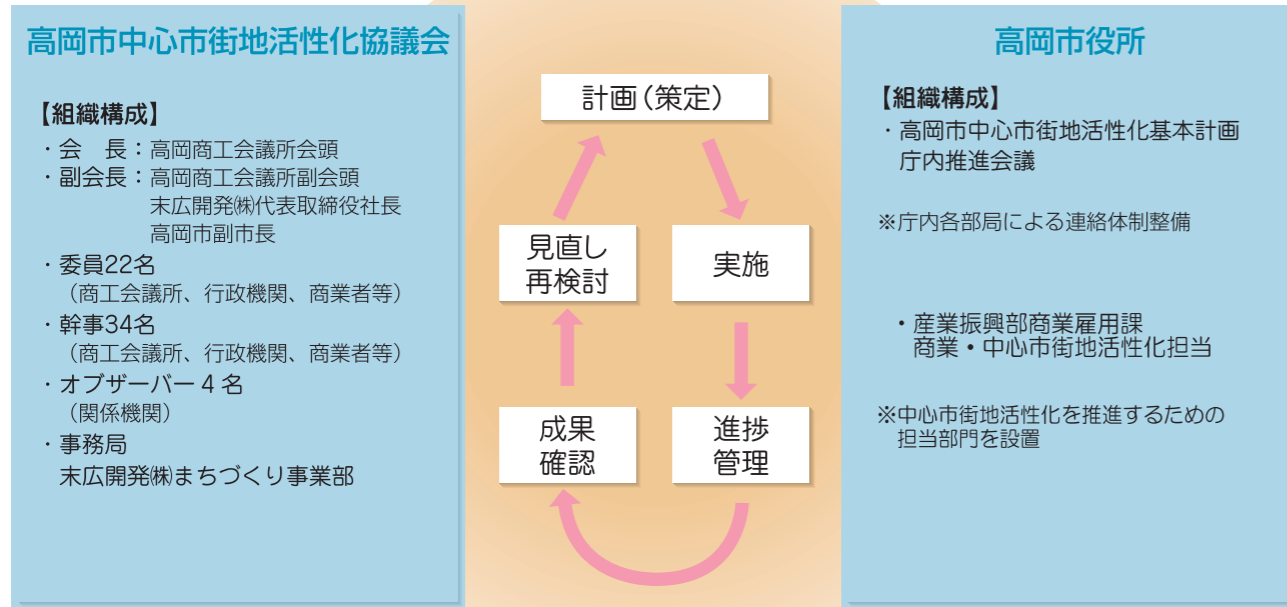 高岡市中心市街地活性化協議会
【組織構成】
・会　長：高岡商工会議所会頭
・副会長：高岡商工会議所副会頭
末広開発㈱代表取締役社長
高岡市副市長
・委員22名
（商工会議所、行政機関、商業者等）
・幹事34名
（商工会議所、行政機関、商業者等）
・オブザーバー４名
（関係機関）
・事務局
末広開発㈱まちづくり事業部
計画（策定）
見直し
再検討
実施
成果
確認
進捗
管理
高岡市役所
【組織構成】
・高岡市中心市街地活性化基本計画
庁内推進会議
※庁内各部局による連絡体制整備
・産業振興部商業雇用課
商業・中心市街地活性化担当
※中心市街地活性化を推進するための
担当部門を設置